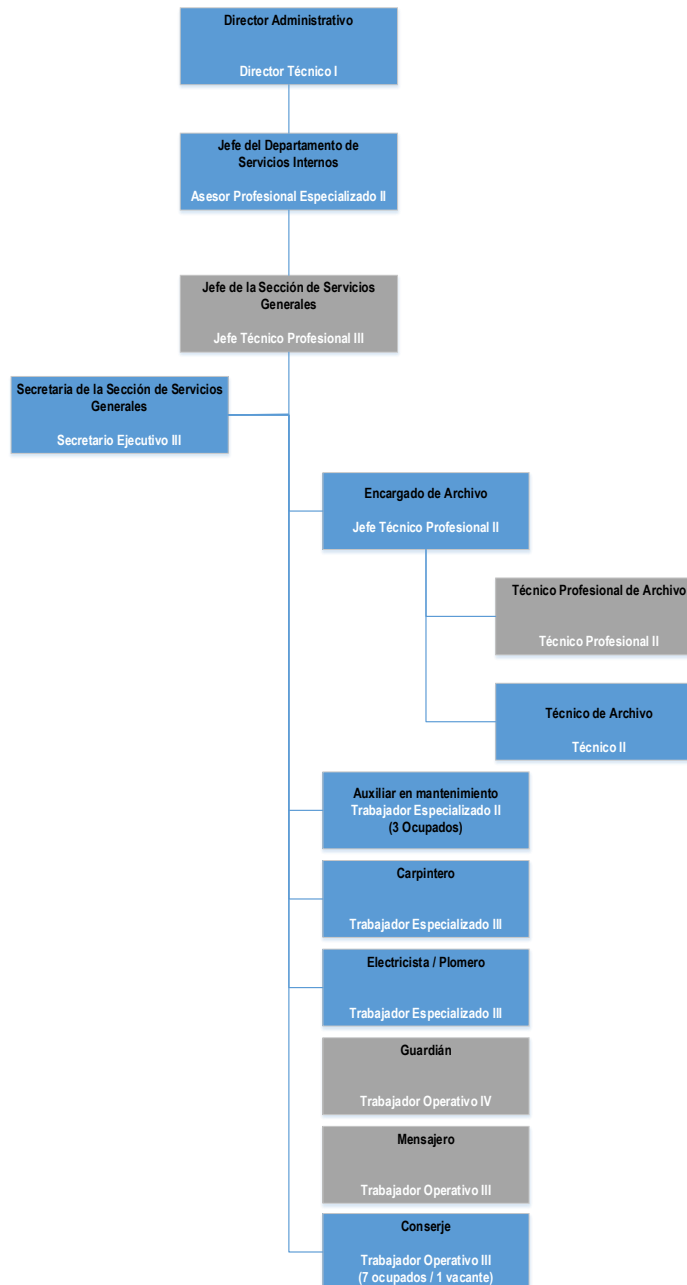 Director Administrativo
Director Técnico I
Jefe del Departamento de
Servicios Internos
Asesor Profesional Especializado II
Jefe de la Sección de Servicios
Generales
Jefe Técnico Profesional III
Secretaria de la Sección de Servicios
Generales
Secretario Ejecutivo III
Encargado de Archivo
Jefe Técnico Profesional II
Técnico Profesional de Archivo
Técnico Profesional II
Técnico de Archivo
Técnico II
Auxiliar en mantenimiento
Trabajador Especializado II
(3 Ocupados)
Carpintero
Trabajador Especializado III
Electricista / Plomero
Trabajador Especializado III
Guardián
Trabajador Operativo IV
Mensajero
Trabajador Operativo III
Conserje
Trabajador Operativo III
(7 ocupados / 1 vacante)